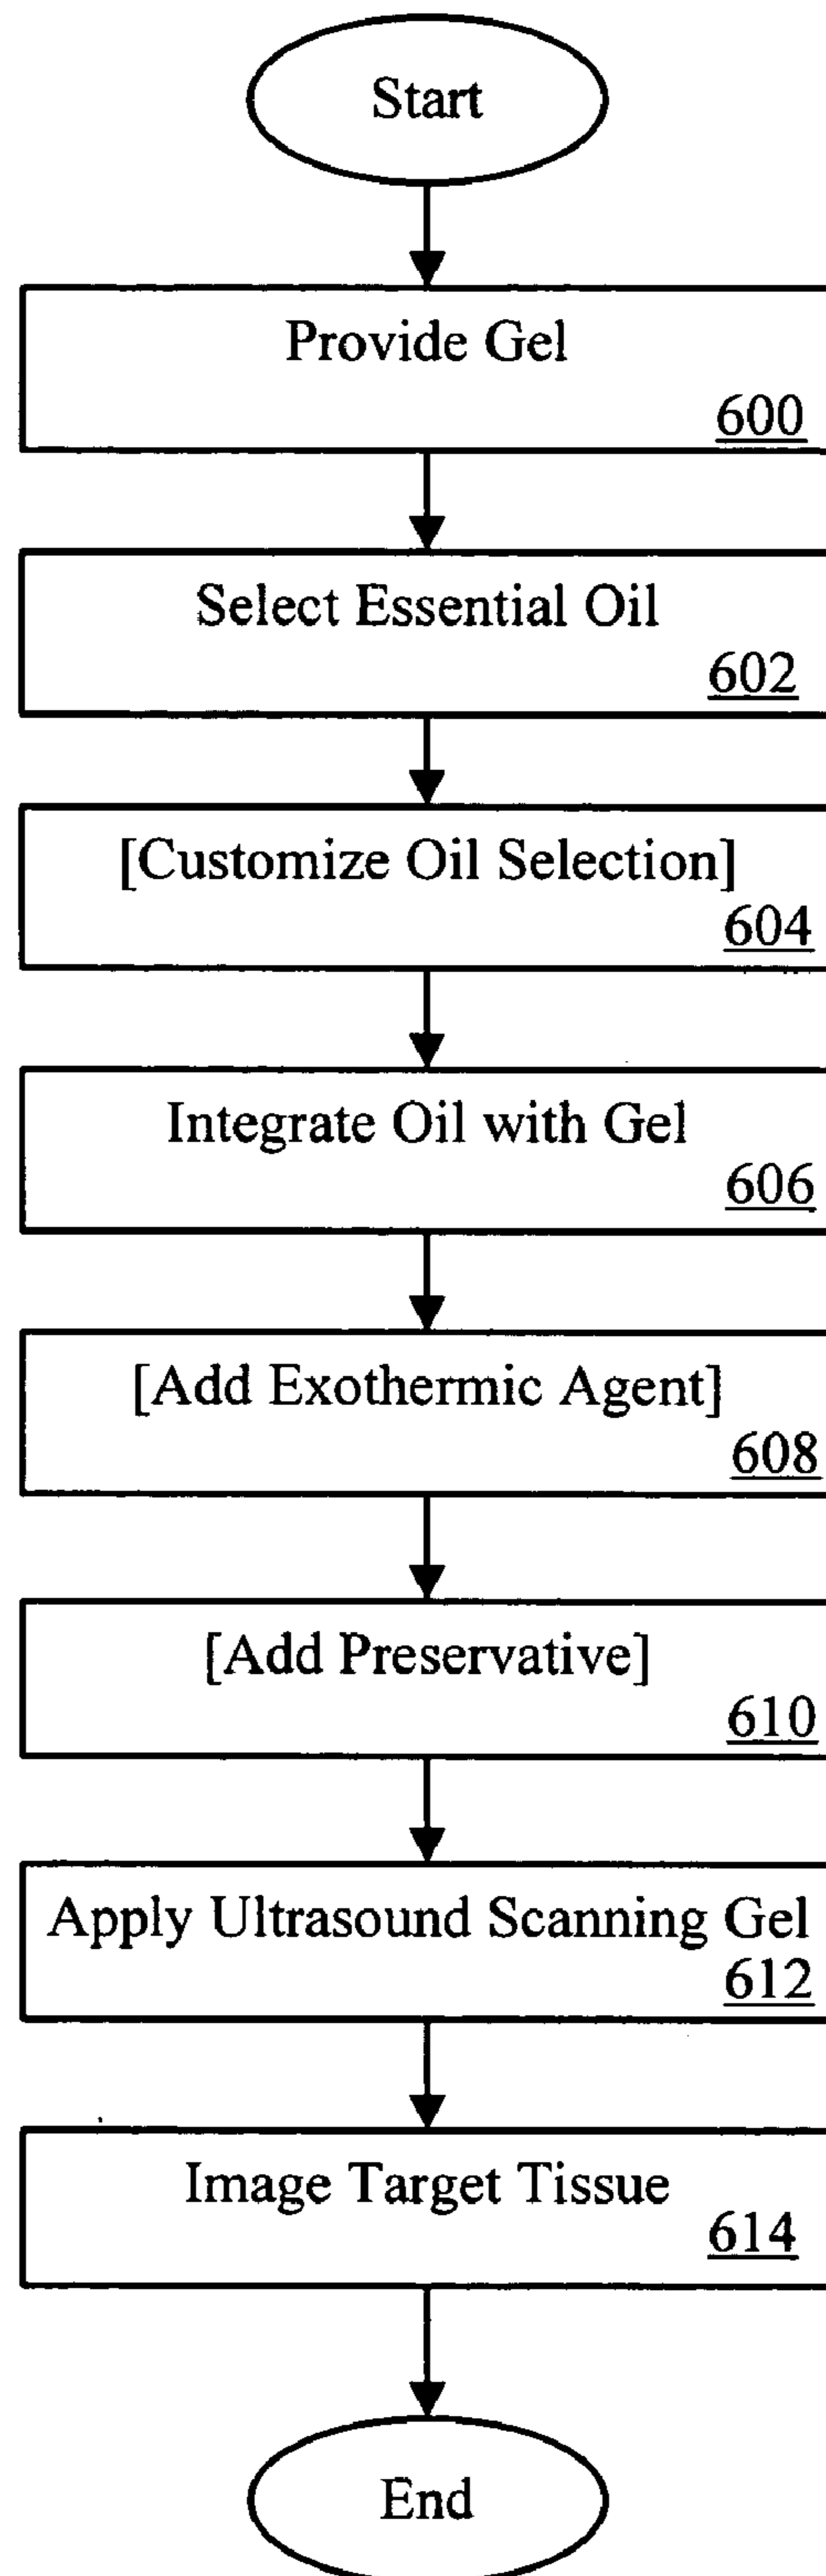 Start
Provide Gel
600
Select Essential Oil
602
[Customize Oil Selection]
604
Integrate Oil with Gel
606
[Add Exothermic Agent]
608
[Add Preservative]
610
Apply Ultrasound Scanning Gel
612
Image Target Tissue
614
End